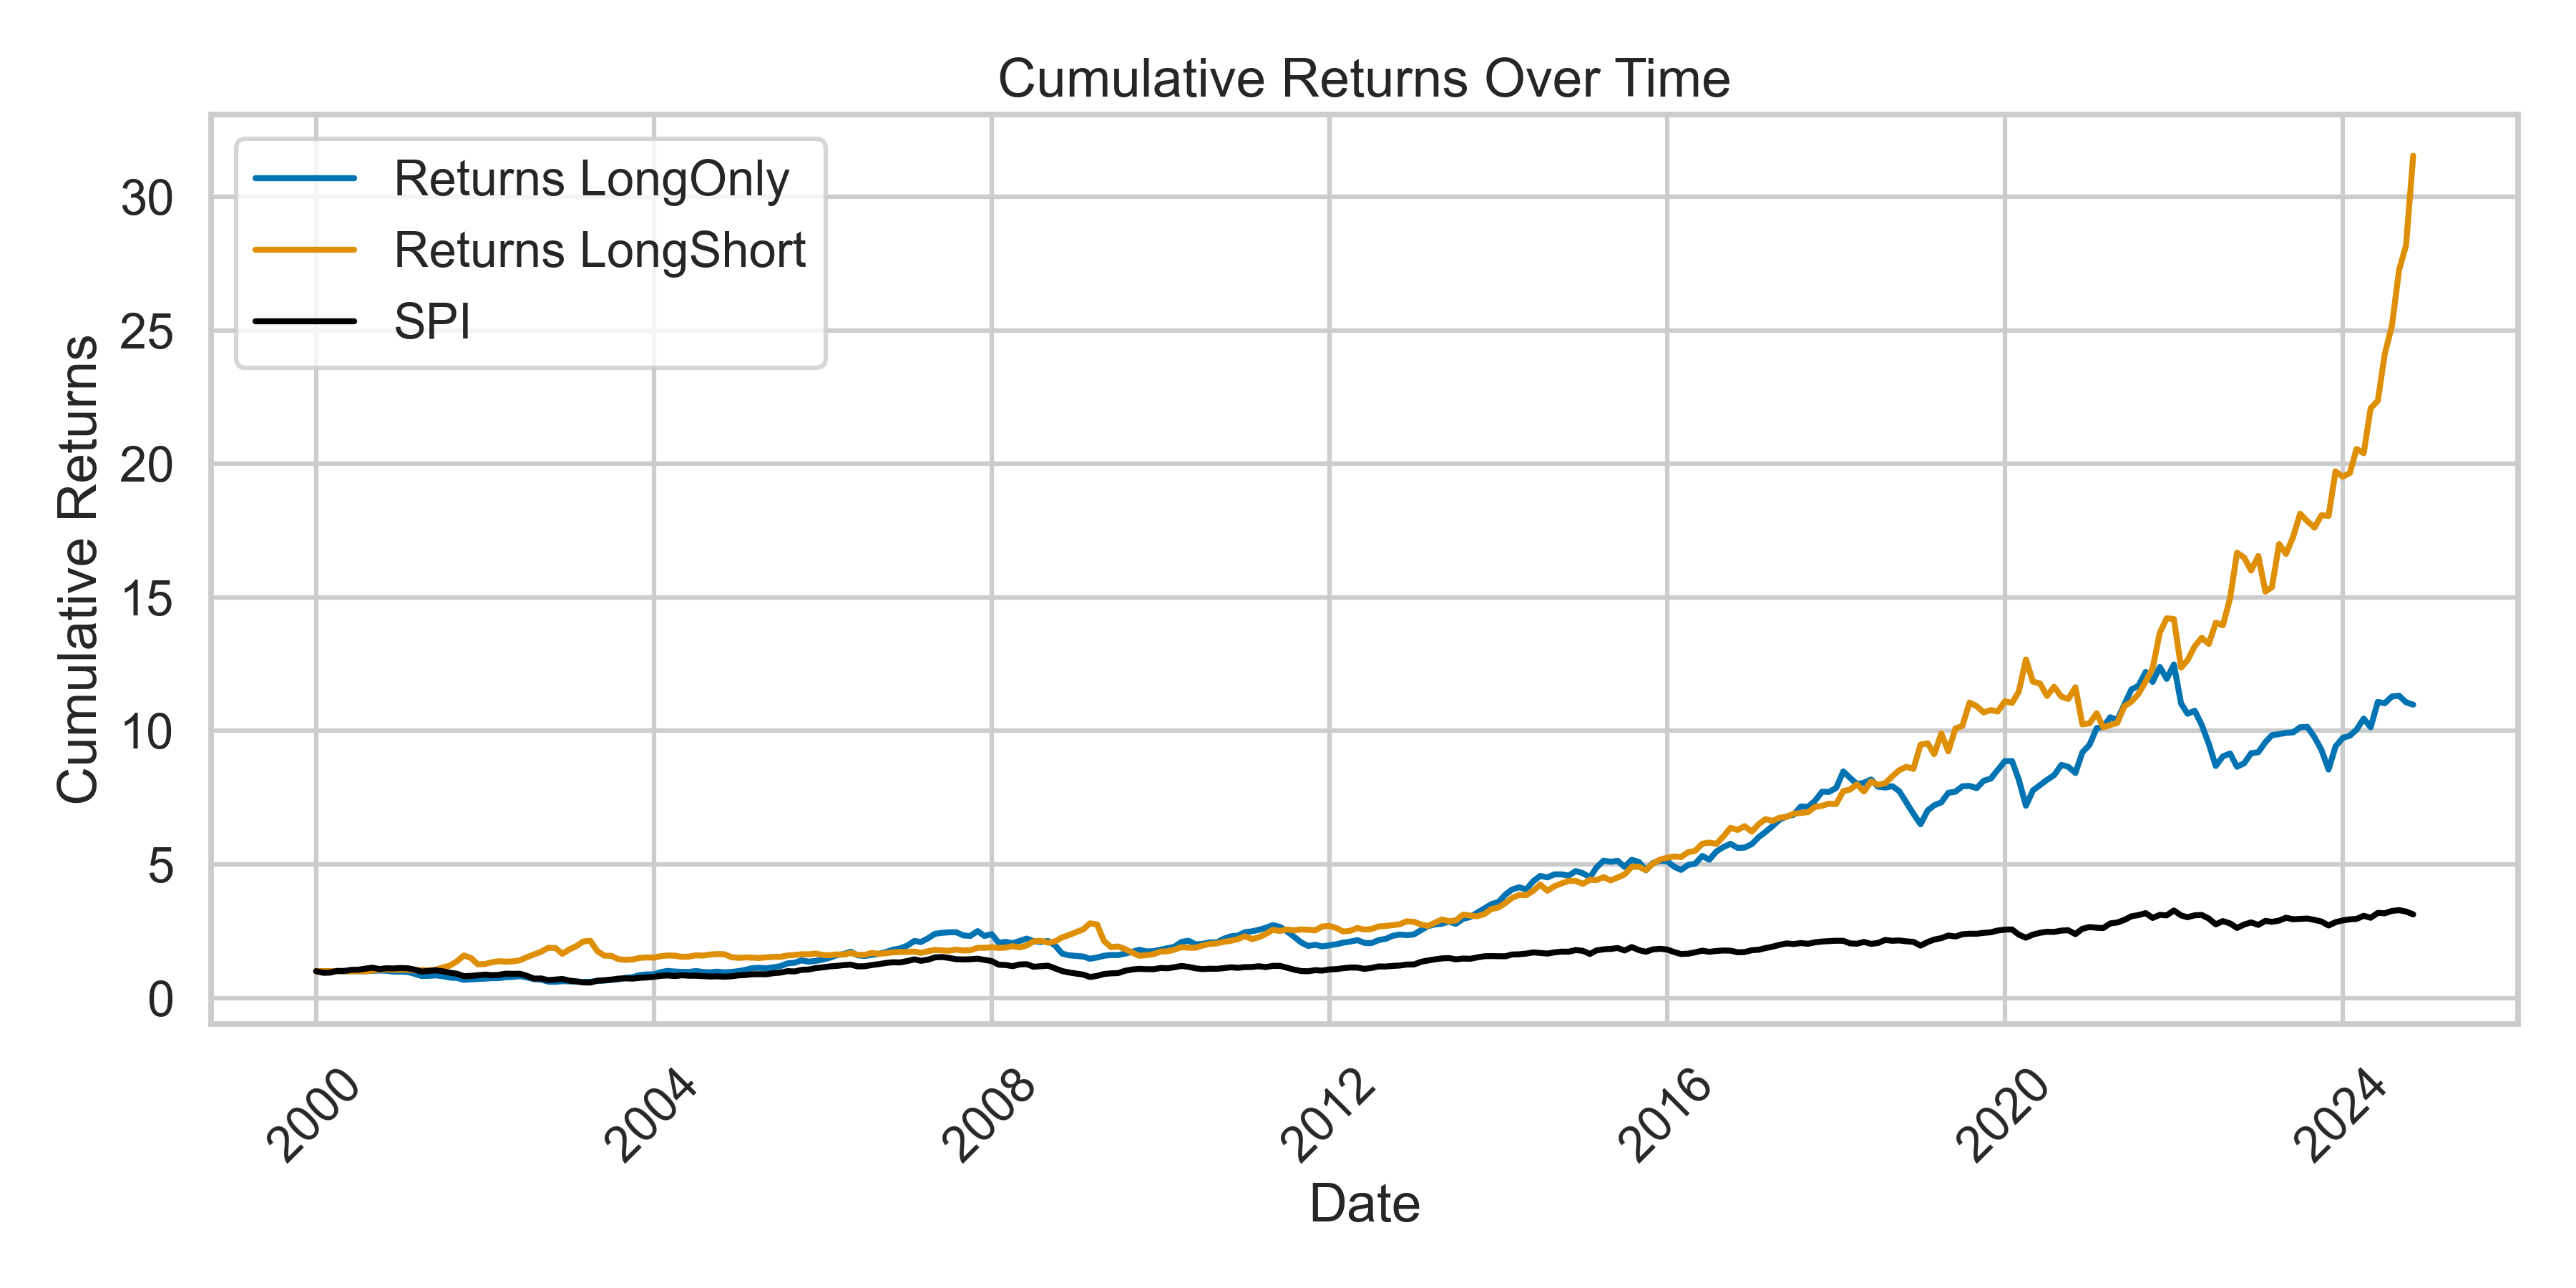 Cumulative Returns Over Time
Returns LongOnly
Returns LongShort
SPI
Cumulative Returns
30
25
20
15
10
5
0
2000
2004
2008
2012
2016
2020
2024
Date